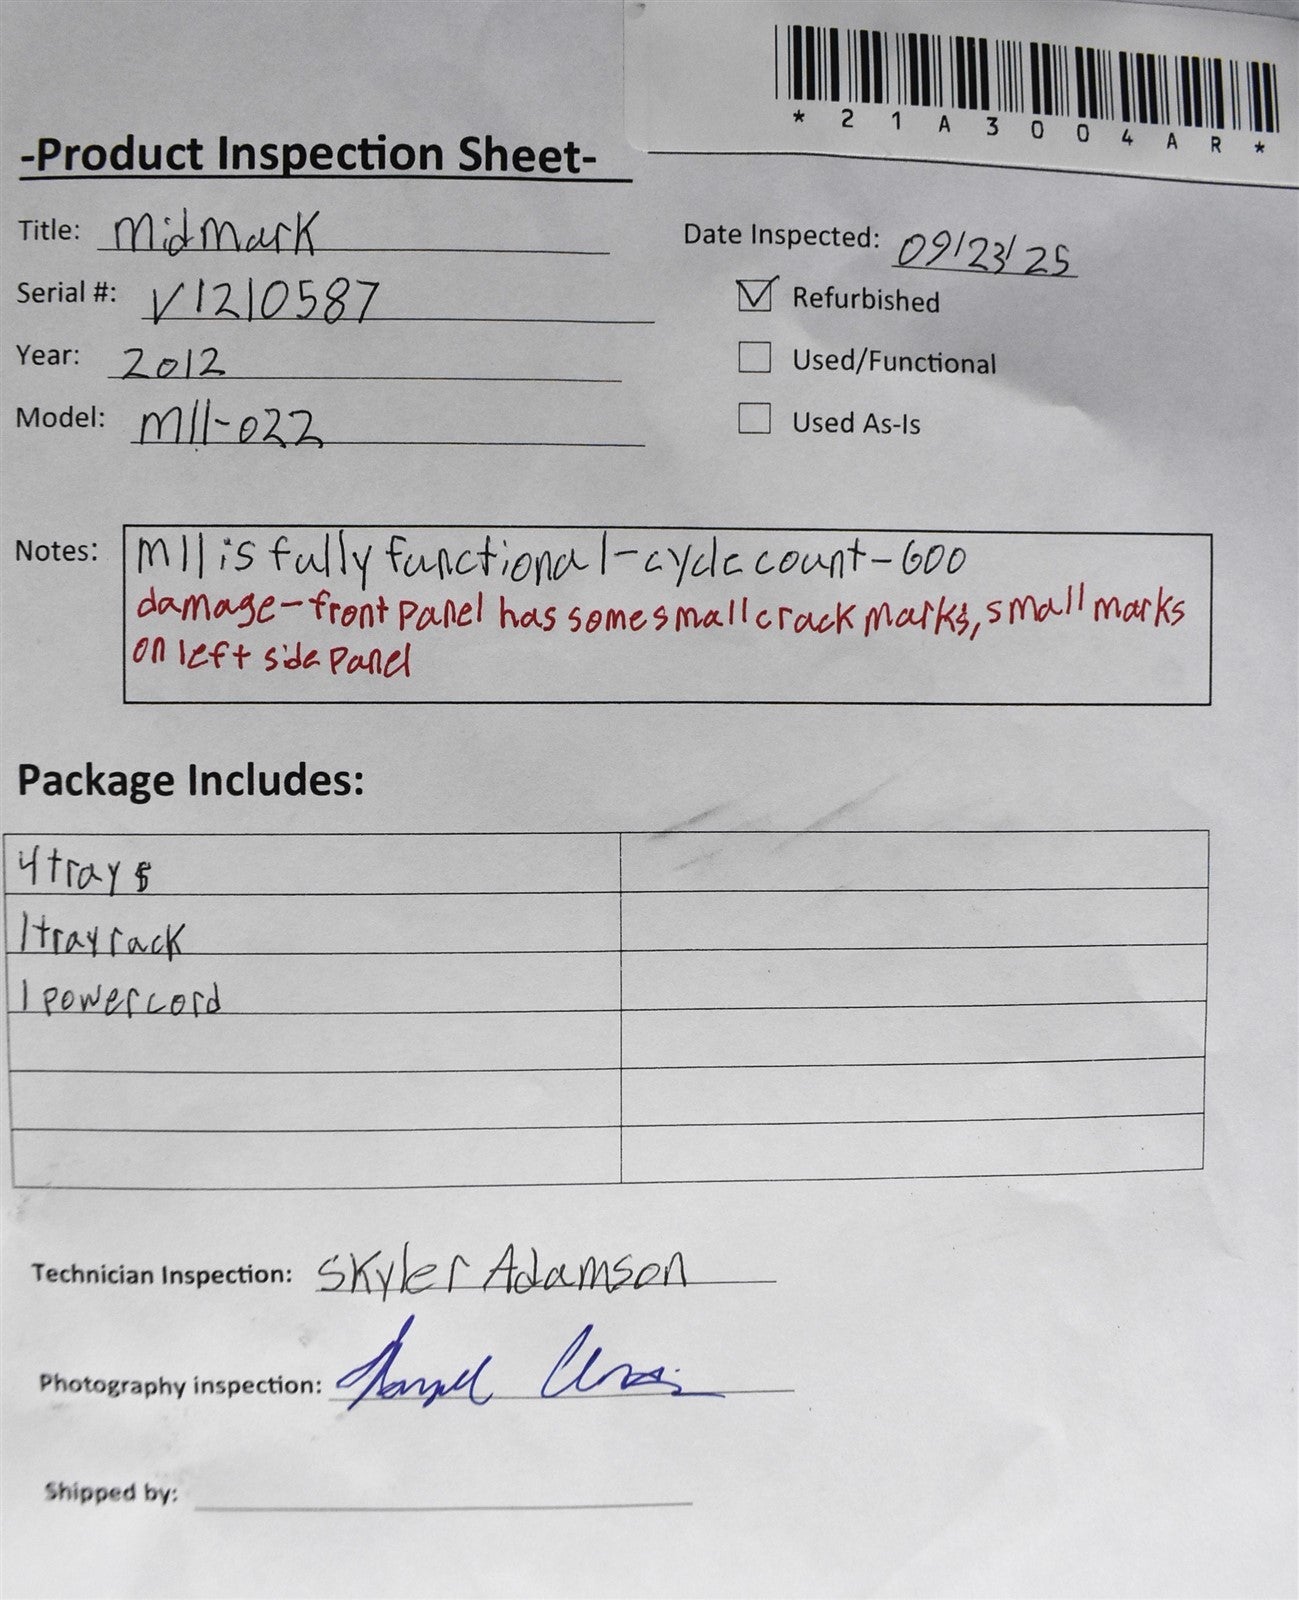 *21A3004AR*
-Product Inspection Sheet-
Title: MidMark
Date Inspected: 09/23/25
Serial #: V1210587
Refurbished
Year: 2012
Used/Functional
Model: M11-022
Used As-Is
Notes: M11 is fully functional-cycle count-600
damage-front panel has some small crack marks, small marks
on left side panel
Package Includes:
4 trays
1 tray rack
1 power cord
Technician Inspection: Skyler Adamson
Photography inspection:
Shipped by: